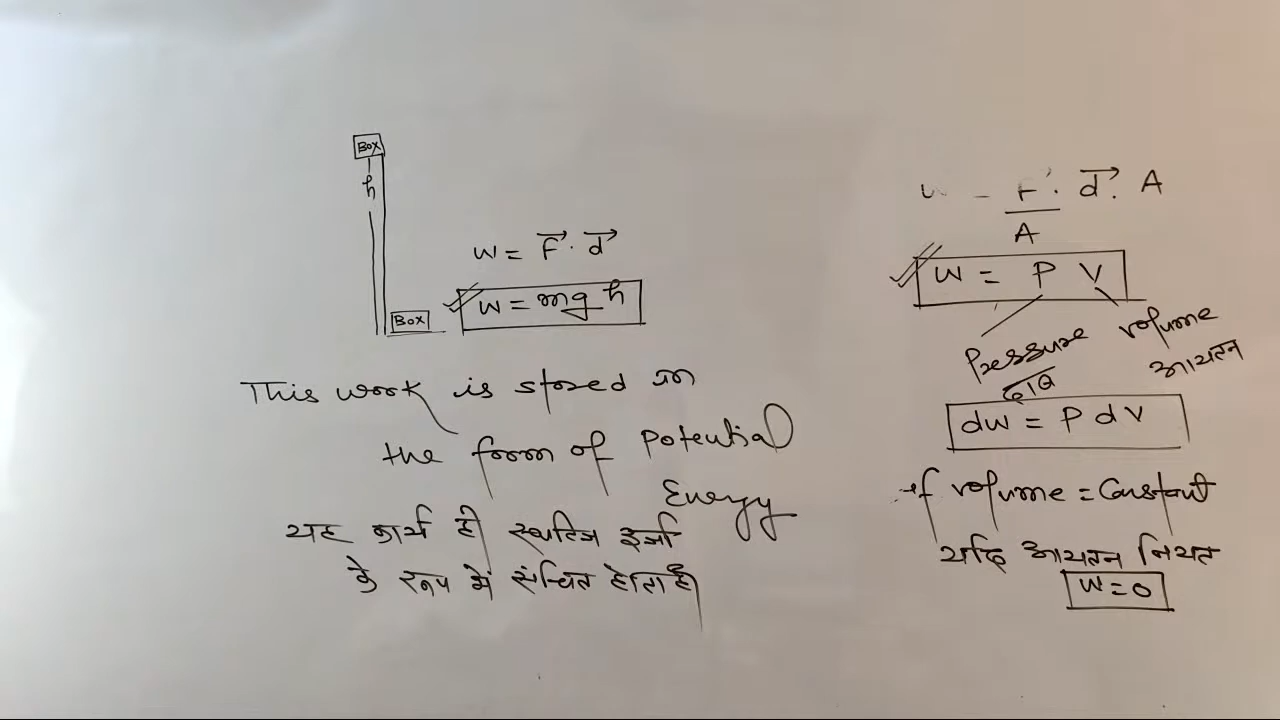 BOX
h
W = F⃗ · d⃗
W = mgh
BOX
This work is stored in
the form of Potential
Energy
यह कार्य ही स्थितिज ऊर्जा
के रूप में संचित होता है
d⃗ . A
A
W = P V
Pressure
दाब
volume
आयतन
dw = P dV
if volume = Constant
यदि आयतन नियत
W = 0